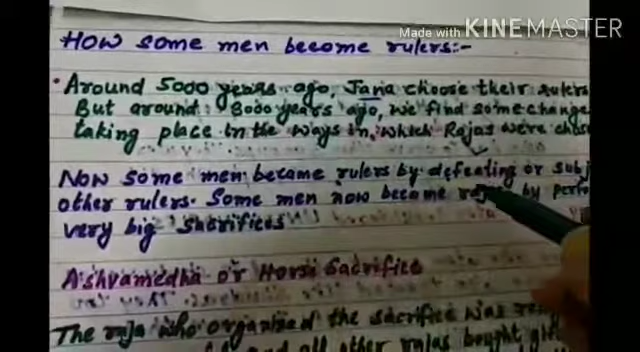 Made with KINEMASTER
How some men become rulers:-
• Around 5000 years ago, Jana choose their rulers
But around 3000 years ago, we find some change
taking place in the ways in which Rajas were
Now some men became rulers by defeating or
other rulers. Some men now became by
very big sacrifices
Ashvamedha or Horse Sacrifice
The raja who organised the sacrifice was
and all other rajas bought